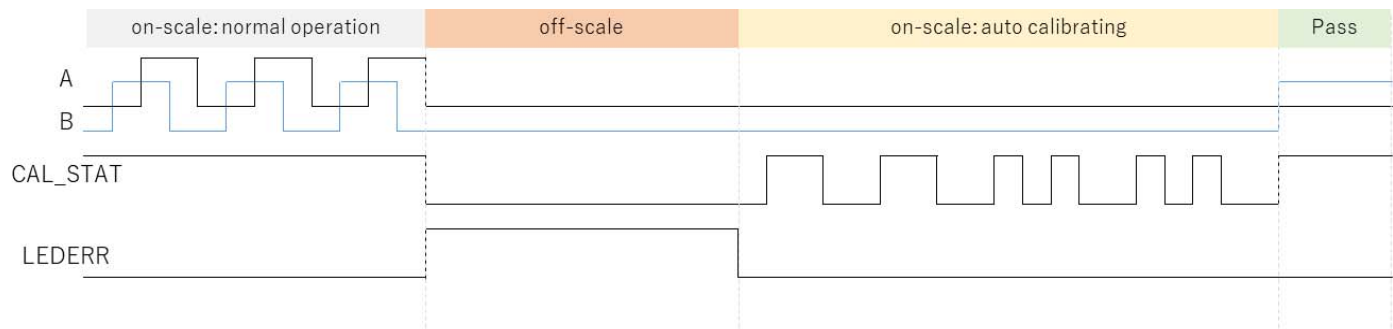 on-scale: normal operation
off-scale
on-scale: auto calibrating
Pass
A
B
CAL_STAT
LEDERR